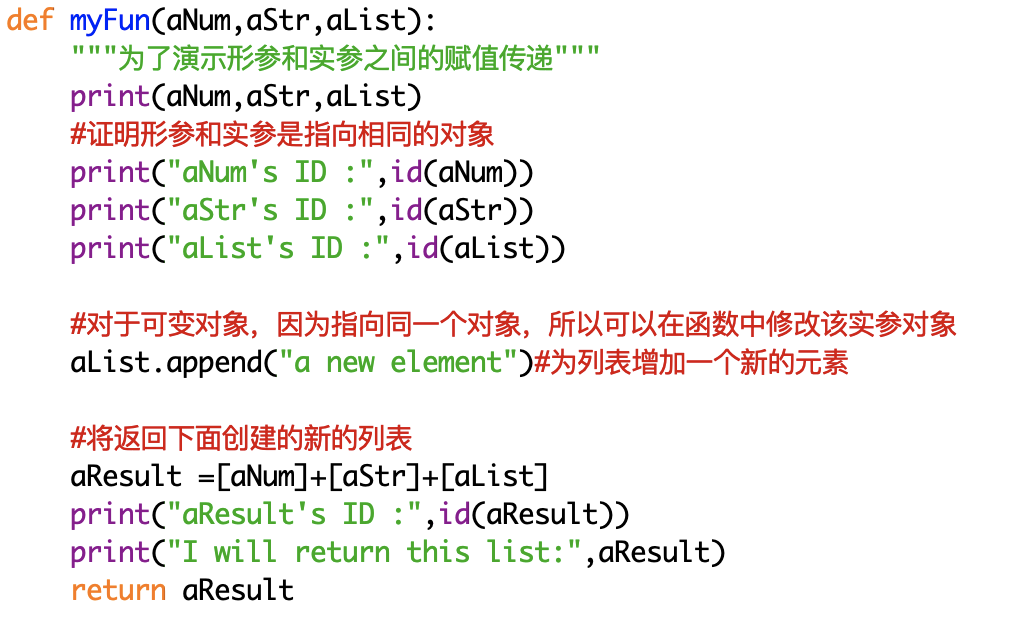 def myFun(aNum,aStr,aList):
    """为了演示形参和实参之间的赋值传递"""
    print(aNum,aStr,aList)
    #证明形参和实参是指向相同的对象
    print("aNum's ID :",id(aNum))
    print("aStr's ID :",id(aStr))
    print("aList's ID :",id(aList))
    #对于可变对象，因为指向同一个对象，所以可以在函数中修改该实参对象
    aList.append("a new element")#为列表增加一个新的元素
    #将返回下面创建的新的列表
    aResult =[aNum]+[aStr]+[aList]
    print("aResult's ID :",id(aResult))
    print("I will return this list:",aResult)
    return aResult